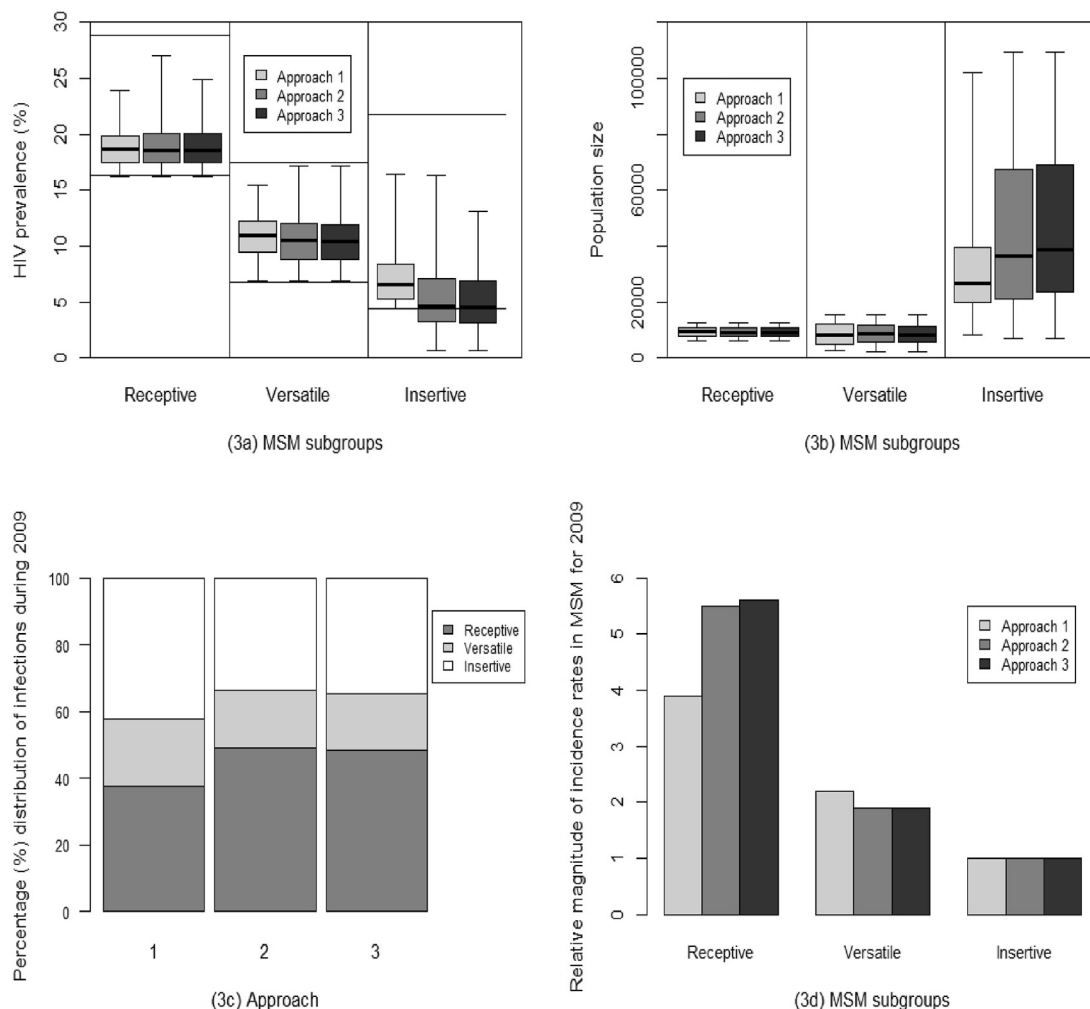 HIV prevalence (%)
30
25
20
15
10
5
0
Approach 1
Approach 2
Approach 3
Receptive Versatile Insertive
(3a) MSM subgroups
Population size
100000
60000
20000
0
Approach 1
Approach 2
Approach 3
Receptive Versatile Insertive
(3b) MSM subgroups
Percentage (%) distribution of infections during 2009
100
80
60
40
20
0
Receptive
Versatile
Insertive
1 2 3
(3c) Approach
Relative magnitude of incidence rates in MSM for 2009
6
5
4
3
2
1
0
Approach 1
Approach 2
Approach 3
Receptive Versatile Insertive
(3d) MSM subgroups